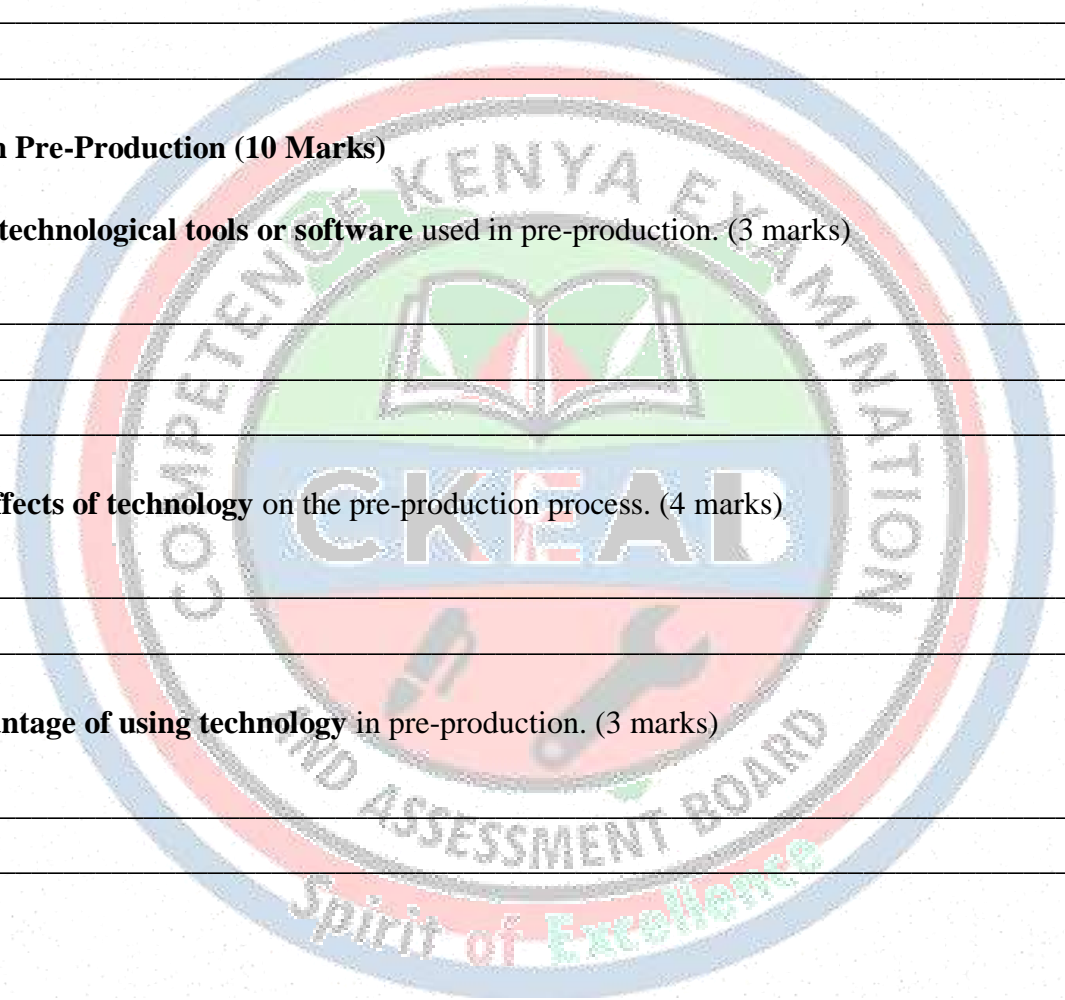 n Pre-Production (10 Marks)
COMPETENCE KENYA EXAMINATION
technological tools or software used in pre-production. (3 marks)
CKEAB
ffects of technology on the pre-production process. (4 marks)
ntage of using technology in pre-production. (3 marks)
AND ASSESSMENT BOARD
Spirit of Excellence